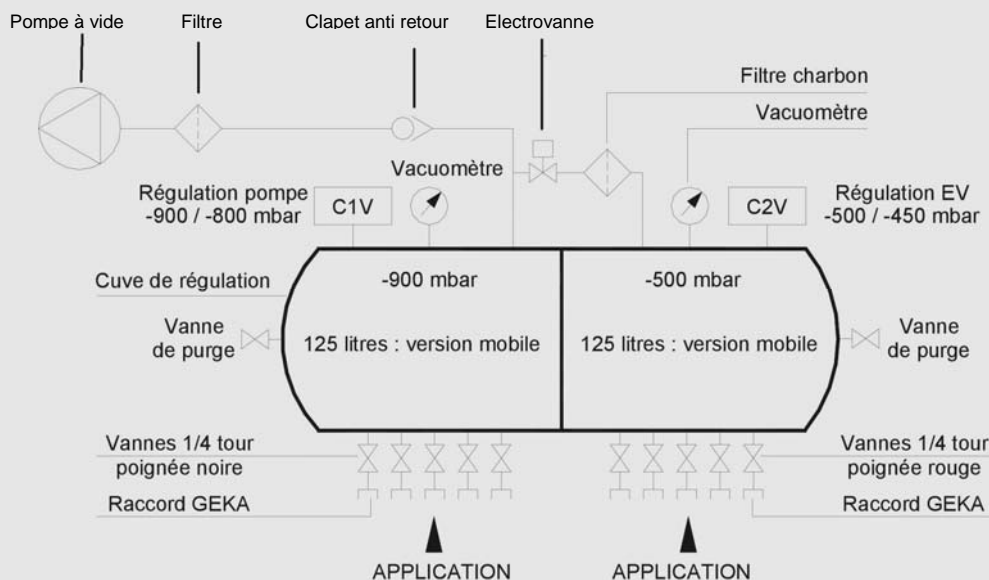 Pompe à vide
Filtre
Clapet anti retour
Electrovanne
Filtre charbon
Vacuomètre
Vacuomètre
Régulation pompe
-900 / -800 mbar
C1V
C2V
Régulation EV
-500 / -450 mbar
Cuve de régulation
-900 mbar
-500 mbar
Vanne
de purge
125 litres : version mobile
125 litres : version mobile
Vanne
de purge
Vannes 1/4 tour
poignée noire
Vannes 1/4 tour
poignée rouge
Raccord GEKA
Raccord GEKA
APPLICATION
APPLICATION